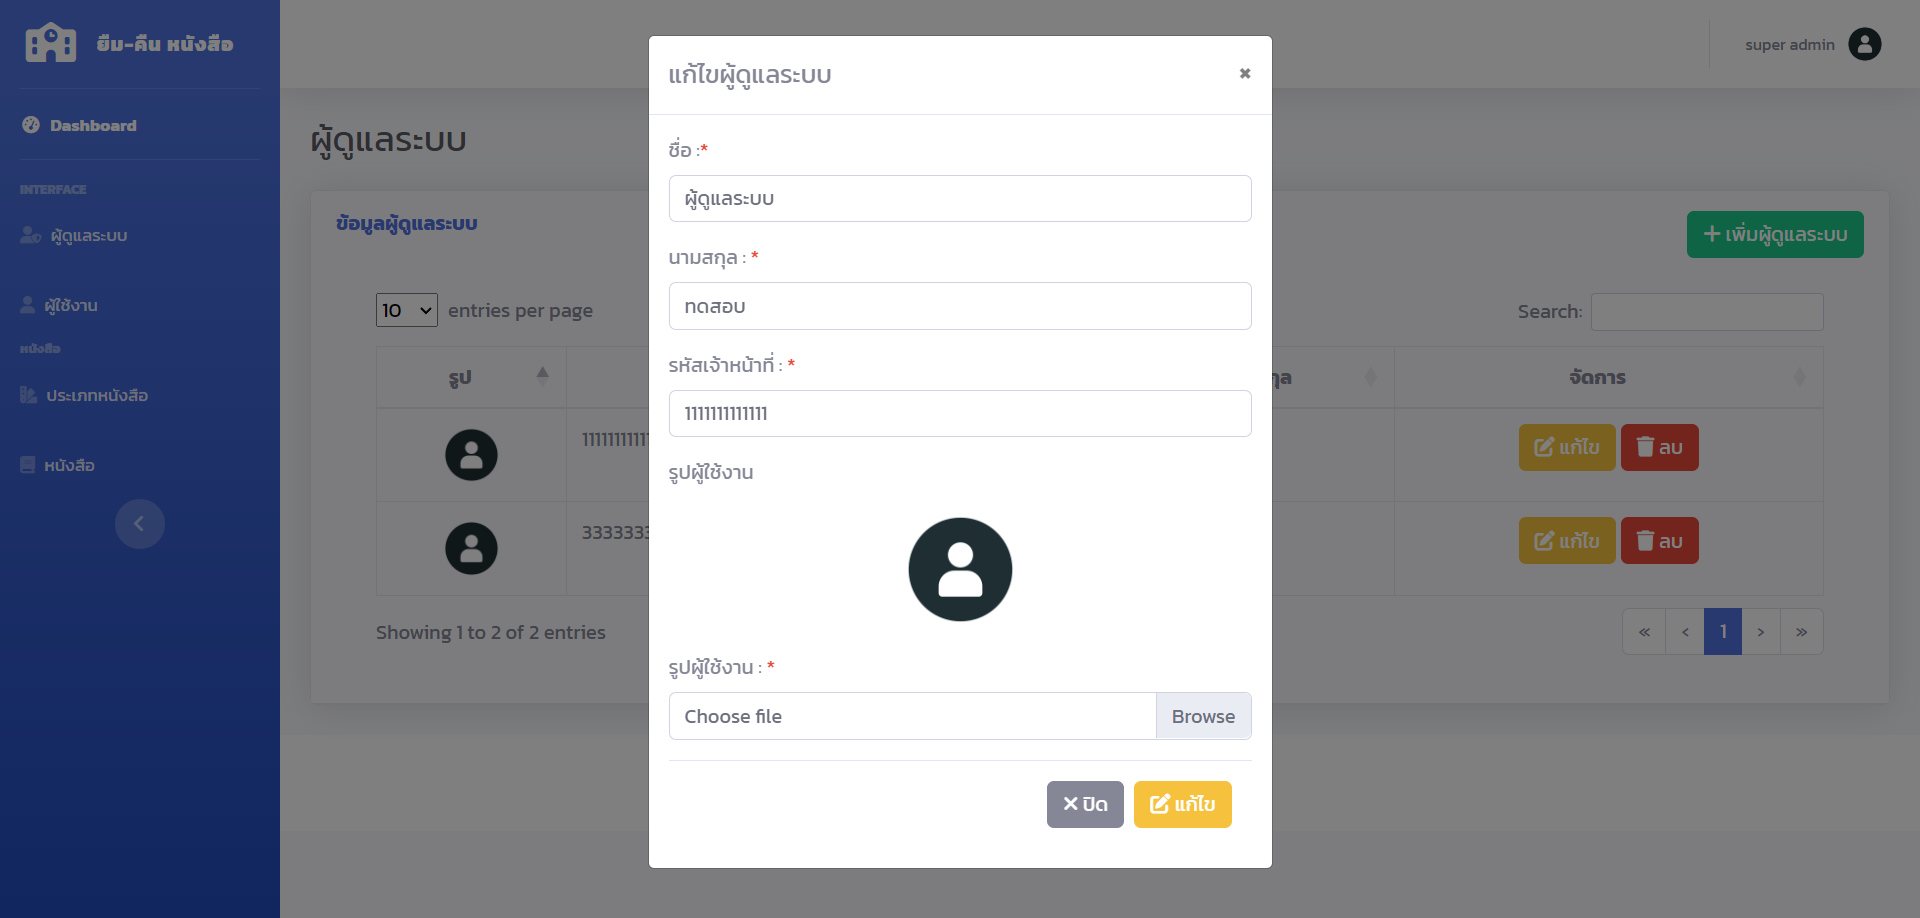 ยืม-คืน หนังสือ
super admin
Dashboard
INTERFACE
ผู้ดูแลระบบ
ผู้ใช้งาน
หนังสือ
ประเภทหนังสือ
หนังสือ
ผู้ดูแลระบบ
ข้อมูลผู้ดูแลระบบ
เพิ่มผู้ดูแลระบบ
10 entries per page
Search:
รูป
จัดการ
แก้ไข ลบ
แก้ไข ลบ
Showing 1 to 2 of 2 entries
« ‹ 1 › »
แก้ไขผู้ดูแลระบบ
ชื่อ :*
ผู้ดูแลระบบ
นามสกุล : *
ทดสอบ
รหัสเจ้าหน้าที่ : *
1111111111111
รูปผู้ใช้งาน
รูปผู้ใช้งาน : *
Choose file Browse
ปิด แก้ไข